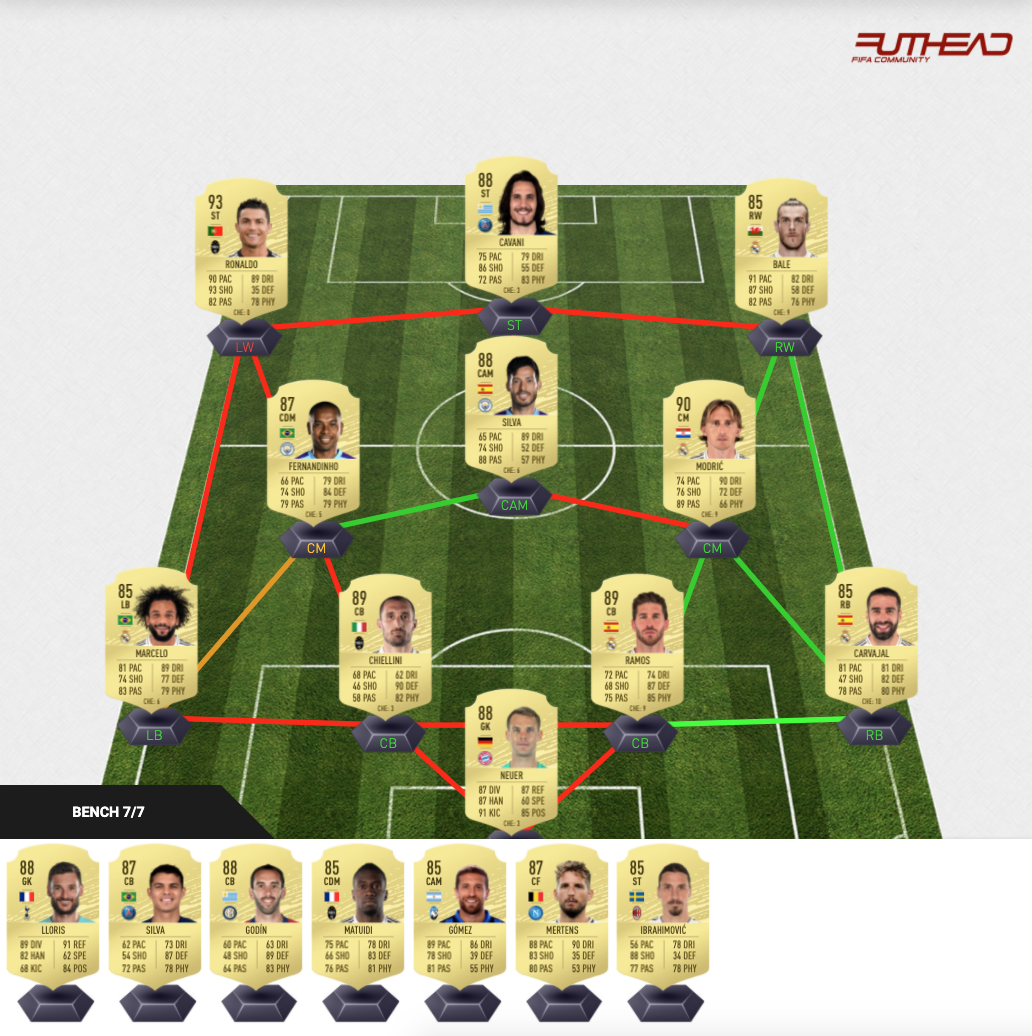 FUTHEAD
FIFA COMMUNITY
93
ST
RONALDO
90 PAC 89 DRI
93 SHO 35 DEF
82 PAS 78 PHY
CHE: 0
LW
88
ST
CAVANI
75 PAC 79 DRI
86 SHO 55 DEF
72 PAS 83 PHY
CHE: 3
ST
85
RW
BALE
91 PAC 82 DRI
87 SHO 58 DEF
82 PAS 76 PHY
CHE: 9
RW
87
CDM
FERNANDINHO
66 PAC 79 DRI
74 SHO 84 DEF
79 PAS 79 PHY
CHE: 5
CM
88
CAM
SILVA
65 PAC 89 DRI
74 SHO 52 DEF
88 PAS 57 PHY
CHE: 6
CAM
90
CM
MODRIĆ
74 PAC 90 DRI
76 SHO 72 DEF
89 PAS 66 PHY
CHE: 9
CM
85
LB
MARCELO
81 PAC 89 DRI
74 SHO 77 DEF
83 PAS 79 PHY
CHE: 6
LB
89
CB
CHIELLINI
68 PAC 62 DRI
46 SHO 90 DEF
58 PAS 82 PHY
CHE: 3
CB
89
CB
RAMOS
72 PAC 74 DRI
68 SHO 87 DEF
75 PAS 85 PHY
CHE: 9
CB
85
RB
CARVAJAL
81 PAC 81 DRI
47 SHO 82 DEF
78 PAS 80 PHY
CHE: 10
RB
88
GK
NEUER
87 DIV 87 REF
87 HAN 60 SPE
91 KIC 85 POS
CHE: 3
BENCH 7/7
88
GK
LLORIS
89 DIV 91 REF
82 HAN 62 SPE
68 KIC 84 POS
87
CB
SILVA
62 PAC 73 DRI
54 SHO 87 DEF
72 PAS 78 PHY
88
CB
GODÍN
60 PAC 63 DRI
48 SHO 89 DEF
64 PAS 83 PHY
85
CDM
MATUIDI
75 PAC 78 DRI
66 SHO 83 DEF
76 PAS 81 PHY
85
CAM
GÓMEZ
89 PAC 86 DRI
78 SHO 39 DEF
81 PAS 55 PHY
87
CF
MERTENS
88 PAC 90 DRI
83 SHO 35 DEF
80 PAS 53 PHY
85
ST
IBRAHIMOVIĆ
56 PAC 78 DRI
88 SHO 34 DEF
77 PAS 78 PHY